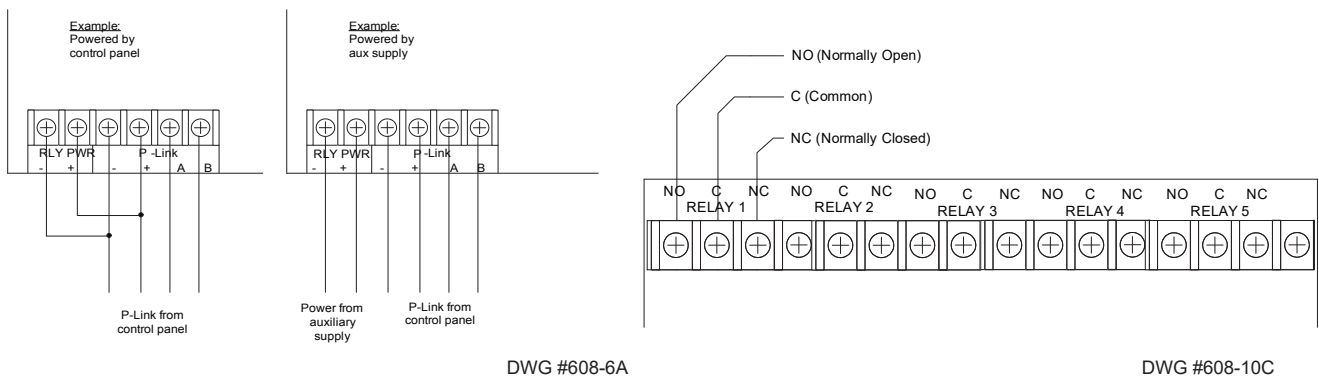 Example:
Powered by
control panel
RLY PWR P -Link
- + - + A B
P-Link from
control panel
Example:
Powered by
aux supply
RLY PWR P -Link
- + - + A B
Power from
auxiliary
supply
P-Link from
control panel
DWG #608-6A
NO (Normally Open)
C (Common)
NC (Normally Closed)
NO C NC NO C NC NO C NC NO C NC NO C NC
RELAY 1 RELAY 2 RELAY 3 RELAY 4 RELAY 5
DWG #608-10C